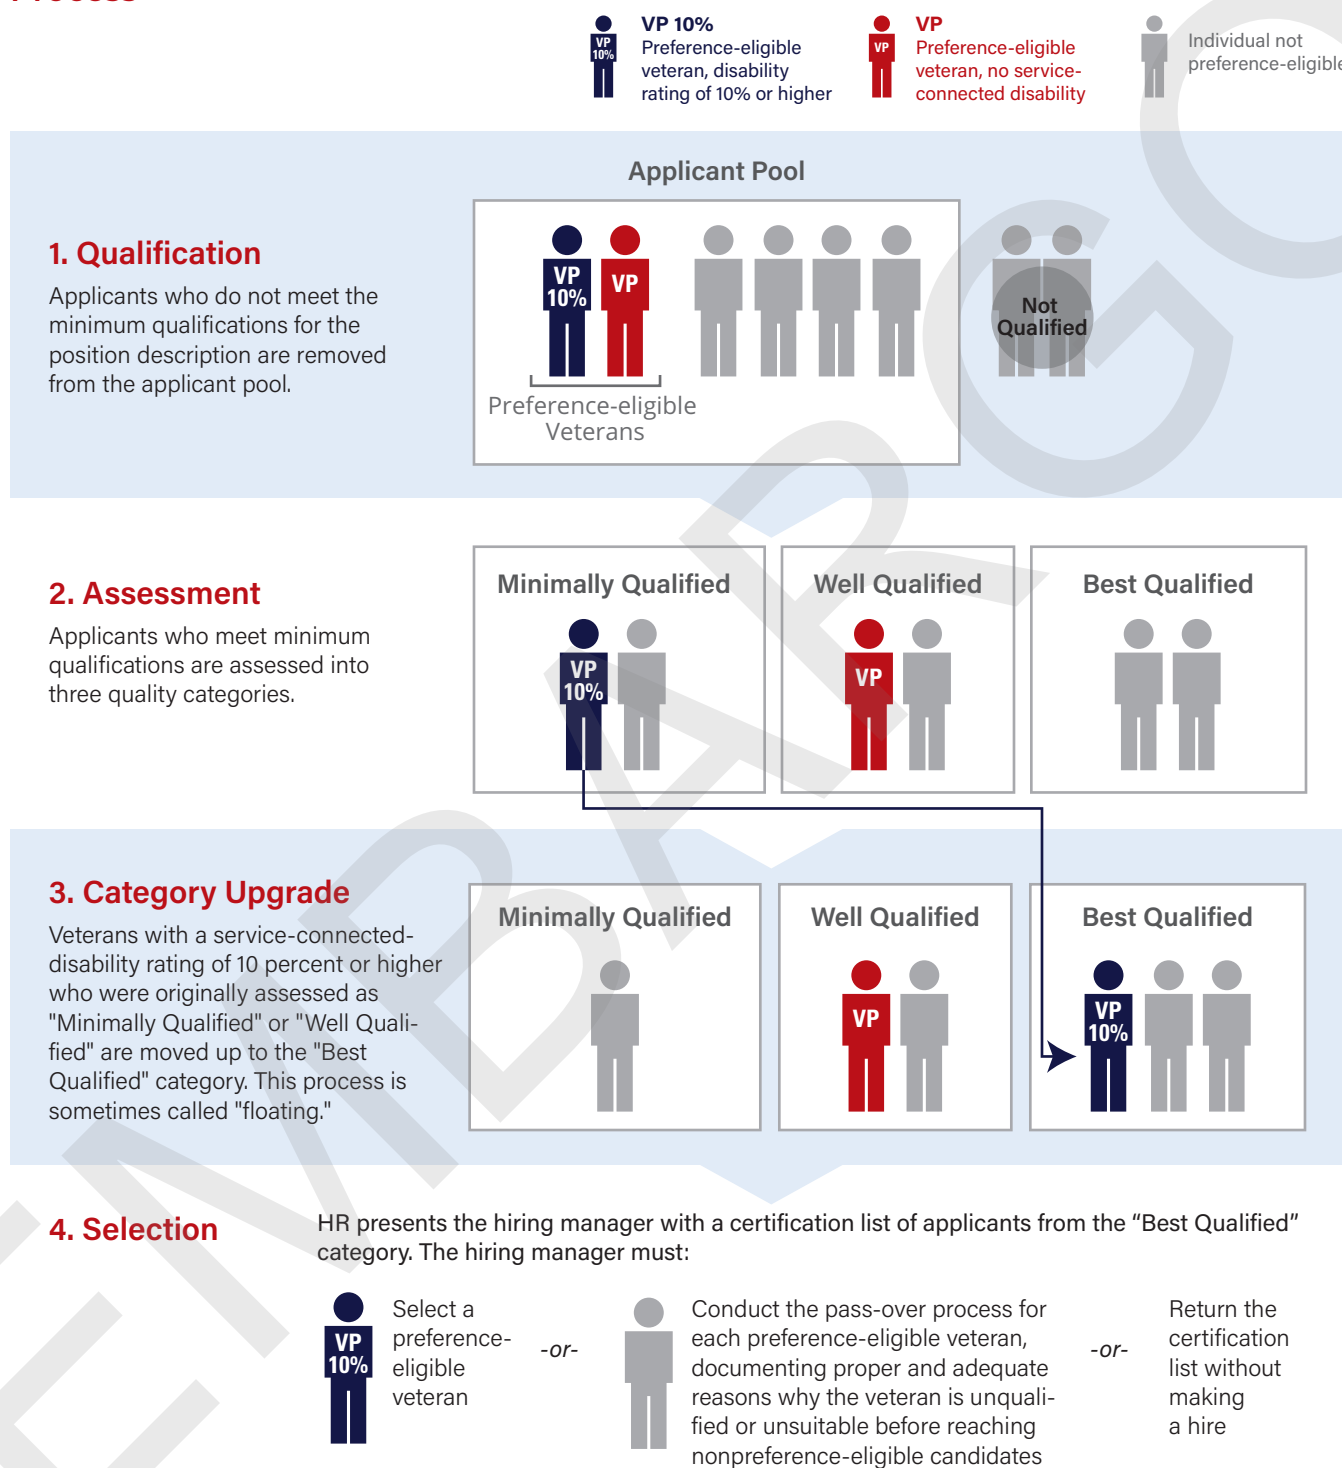 Process
VP
10%
VP 10%
Preference-eligible
veteran, disability
rating of 10% or higher
VP
VP
Preference-eligible
veteran, no service-
connected disability
Individual not
preference-eligible
Applicant Pool
1. Qualification
Applicants who do not meet the
minimum qualifications for the
position description are removed
from the applicant pool.
VP
10%
VP
Preference-eligible
Veterans
Not
Qualified
2. Assessment
Applicants who meet minimum
qualifications are assessed into
three quality categories.
Minimally Qualified
VP
10%
Well Qualified
VP
Best Qualified
3. Category Upgrade
Veterans with a service-connected-
disability rating of 10 percent or higher
who were originally assessed as
"Minimally Qualified" or "Well Quali-
fied" are moved up to the "Best
Qualified" category. This process is
sometimes called "floating."
Minimally Qualified
Well Qualified
VP
Best Qualified
VP
10%
4. Selection
HR presents the hiring manager with a certification list of applicants from the “Best Qualified”
category. The hiring manager must:
VP
10%
Select a
preference-
eligible
veteran
-or-
Conduct the pass-over process for
each preference-eligible veteran,
documenting proper and adequate
reasons why the veteran is unquali-
fied or unsuitable before reaching
nonpreference-eligible candidates
-or-
Return the
certification
list without
making
a hire
EMBARGO